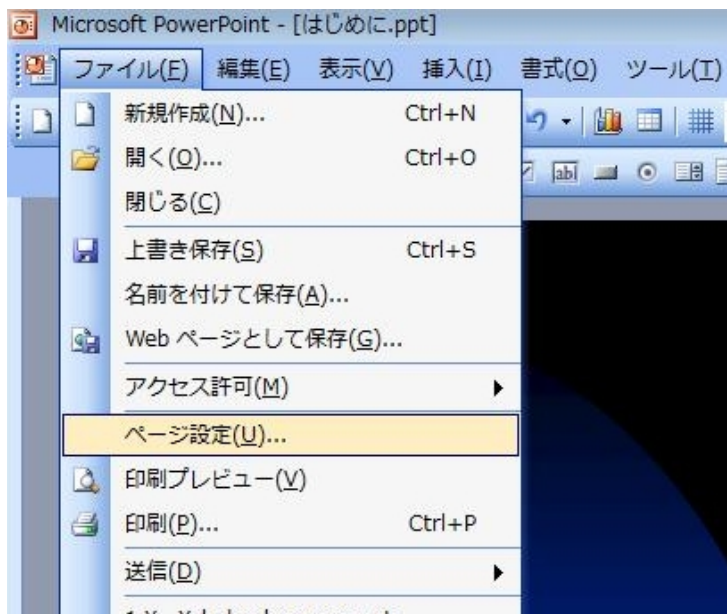 Microsoft PowerPoint - [はじめに.ppt]
ファイル(F) 編集(E) 表示(V) 挿入(I) 書式(O) ツール(T)
新規作成(N)... Ctrl+N
開く(O)... Ctrl+O
閉じる(C)
上書き保存(S) Ctrl+S
名前を付けて保存(A)...
Web ページとして保存(G)...
アクセス許可(M)
ページ設定(U)...
印刷プレビュー(V)
印刷(P)... Ctrl+P
送信(D)